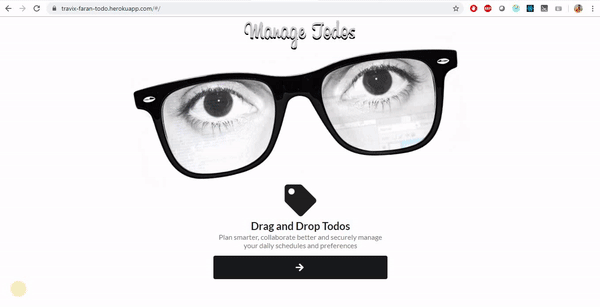 travix-faran-todo.herokuapp.com/#/
Manage Todos
Drag and Drop Todos
Plan smarter, collaborate better and securely manage
your daily schedules and preferences